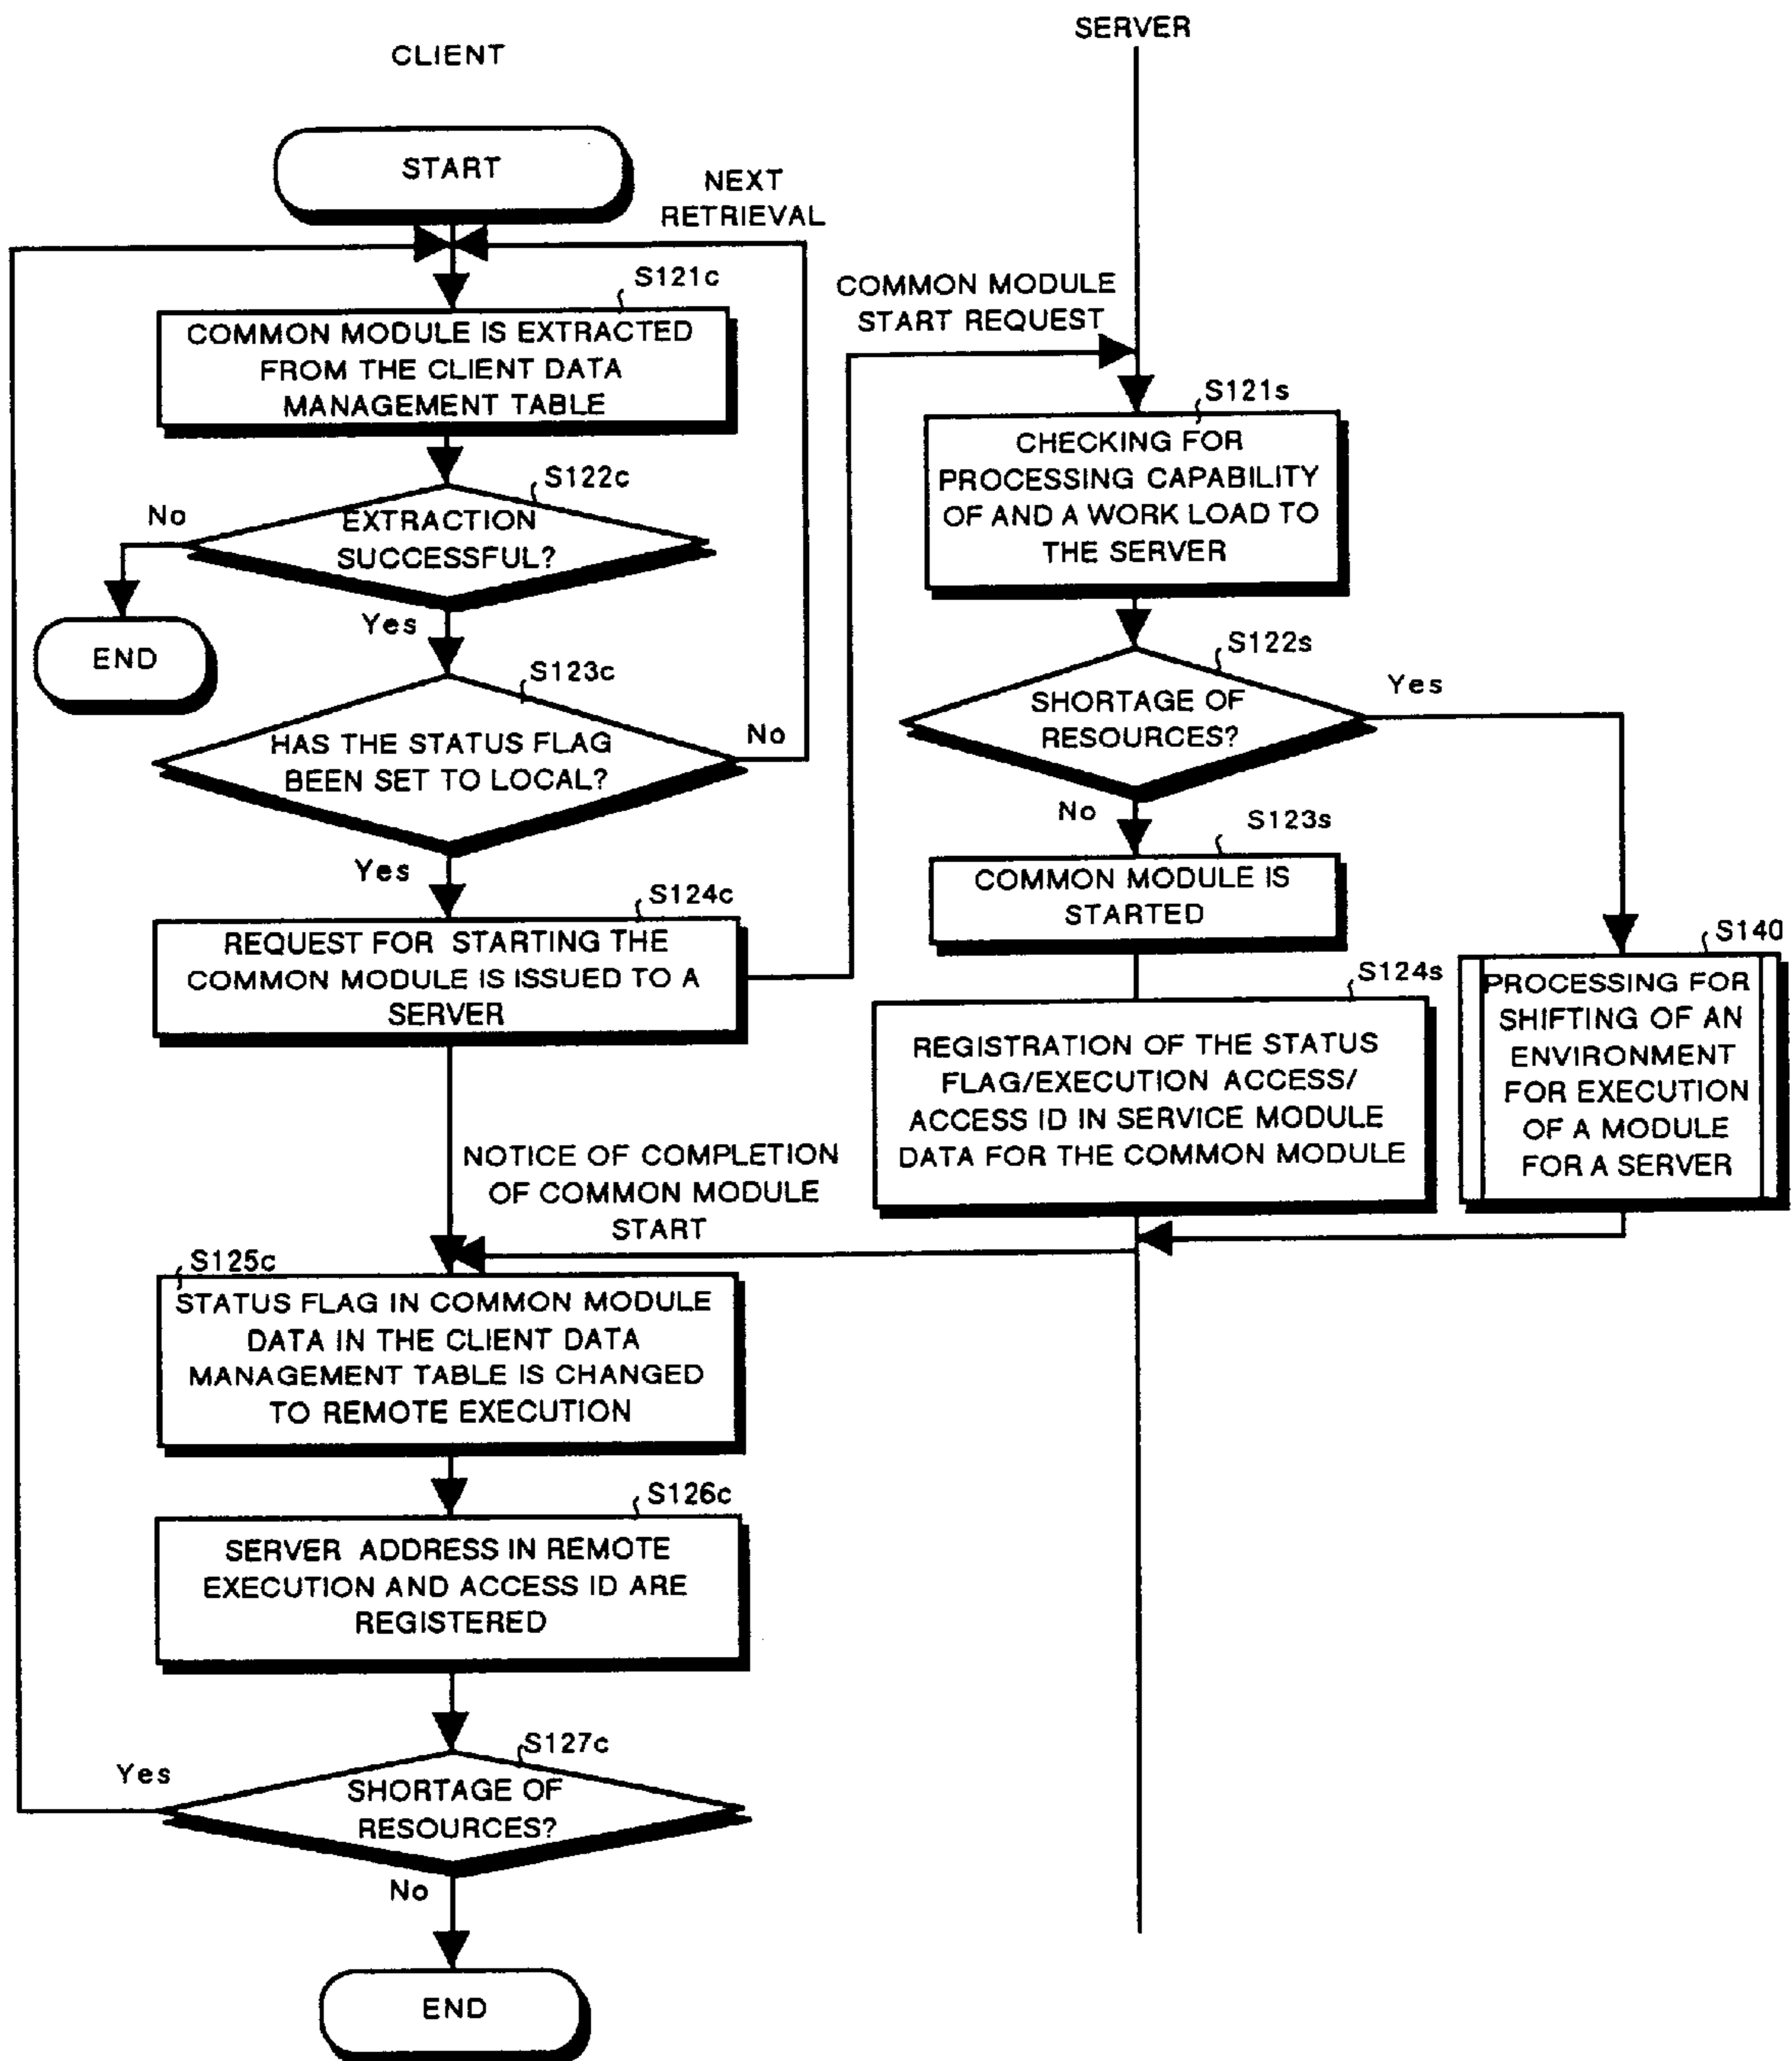 CLIENT
START
NEXT
RETRIEVAL
S121c
COMMON MODULE IS EXTRACTED
FROM THE CLIENT DATA
MANAGEMENT TABLE
S122c
No
EXTRACTION
SUCCESSFUL?
Yes
END
S123c
HAS THE STATUS FLAG
BEEN SET TO LOCAL?
No
Yes
S124c
REQUEST FOR STARTING THE
COMMON MODULE IS ISSUED TO A
SERVER
NOTICE OF COMPLETION
OF COMMON MODULE
START
S125c
STATUS FLAG IN COMMON MODULE
DATA IN THE CLIENT DATA
MANAGEMENT TABLE IS CHANGED
TO REMOTE EXECUTION
S126c
SERVER ADDRESS IN REMOTE
EXECUTION AND ACCESS ID ARE
REGISTERED
S127c
Yes
SHORTAGE OF
RESOURCES?
No
END
SERVER
COMMON MODULE
START REQUEST
S121s
CHECKING FOR
PROCESSING CAPABILITY
OF AND A WORK LOAD TO
THE SERVER
S122s
SHORTAGE OF
RESOURCES?
Yes
No
S123s
COMMON MODULE IS
STARTED
S124s
REGISTRATION OF THE STATUS
FLAG/EXECUTION ACCESS/
ACCESS ID IN SERVICE MODULE
DATA FOR THE COMMON MODULE
S140
PROCESSING FOR
SHIFTING OF AN
ENVIRONMENT
FOR EXECUTION
OF A MODULE
FOR A SERVER